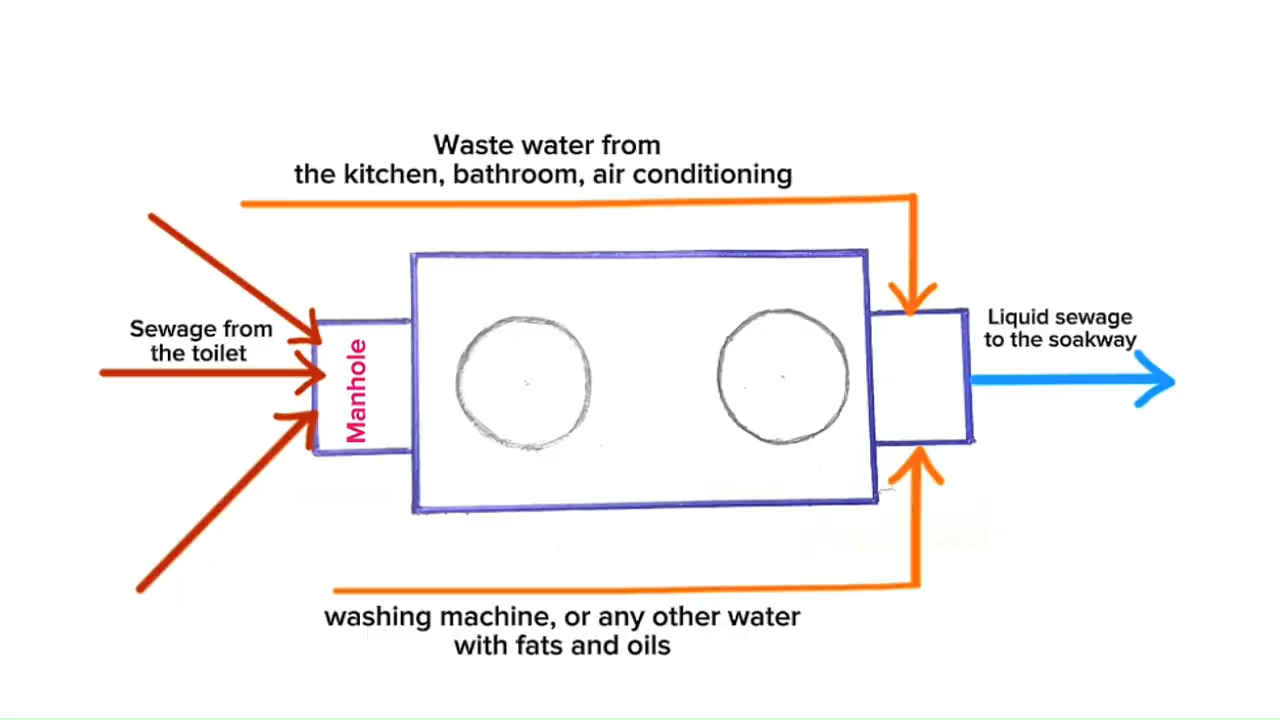 Waste water from
the kitchen, bathroom, air conditioning
Sewage from
the toilet
Manhole
Liquid sewage
to the soakway
washing machine, or any other water
with fats and oils